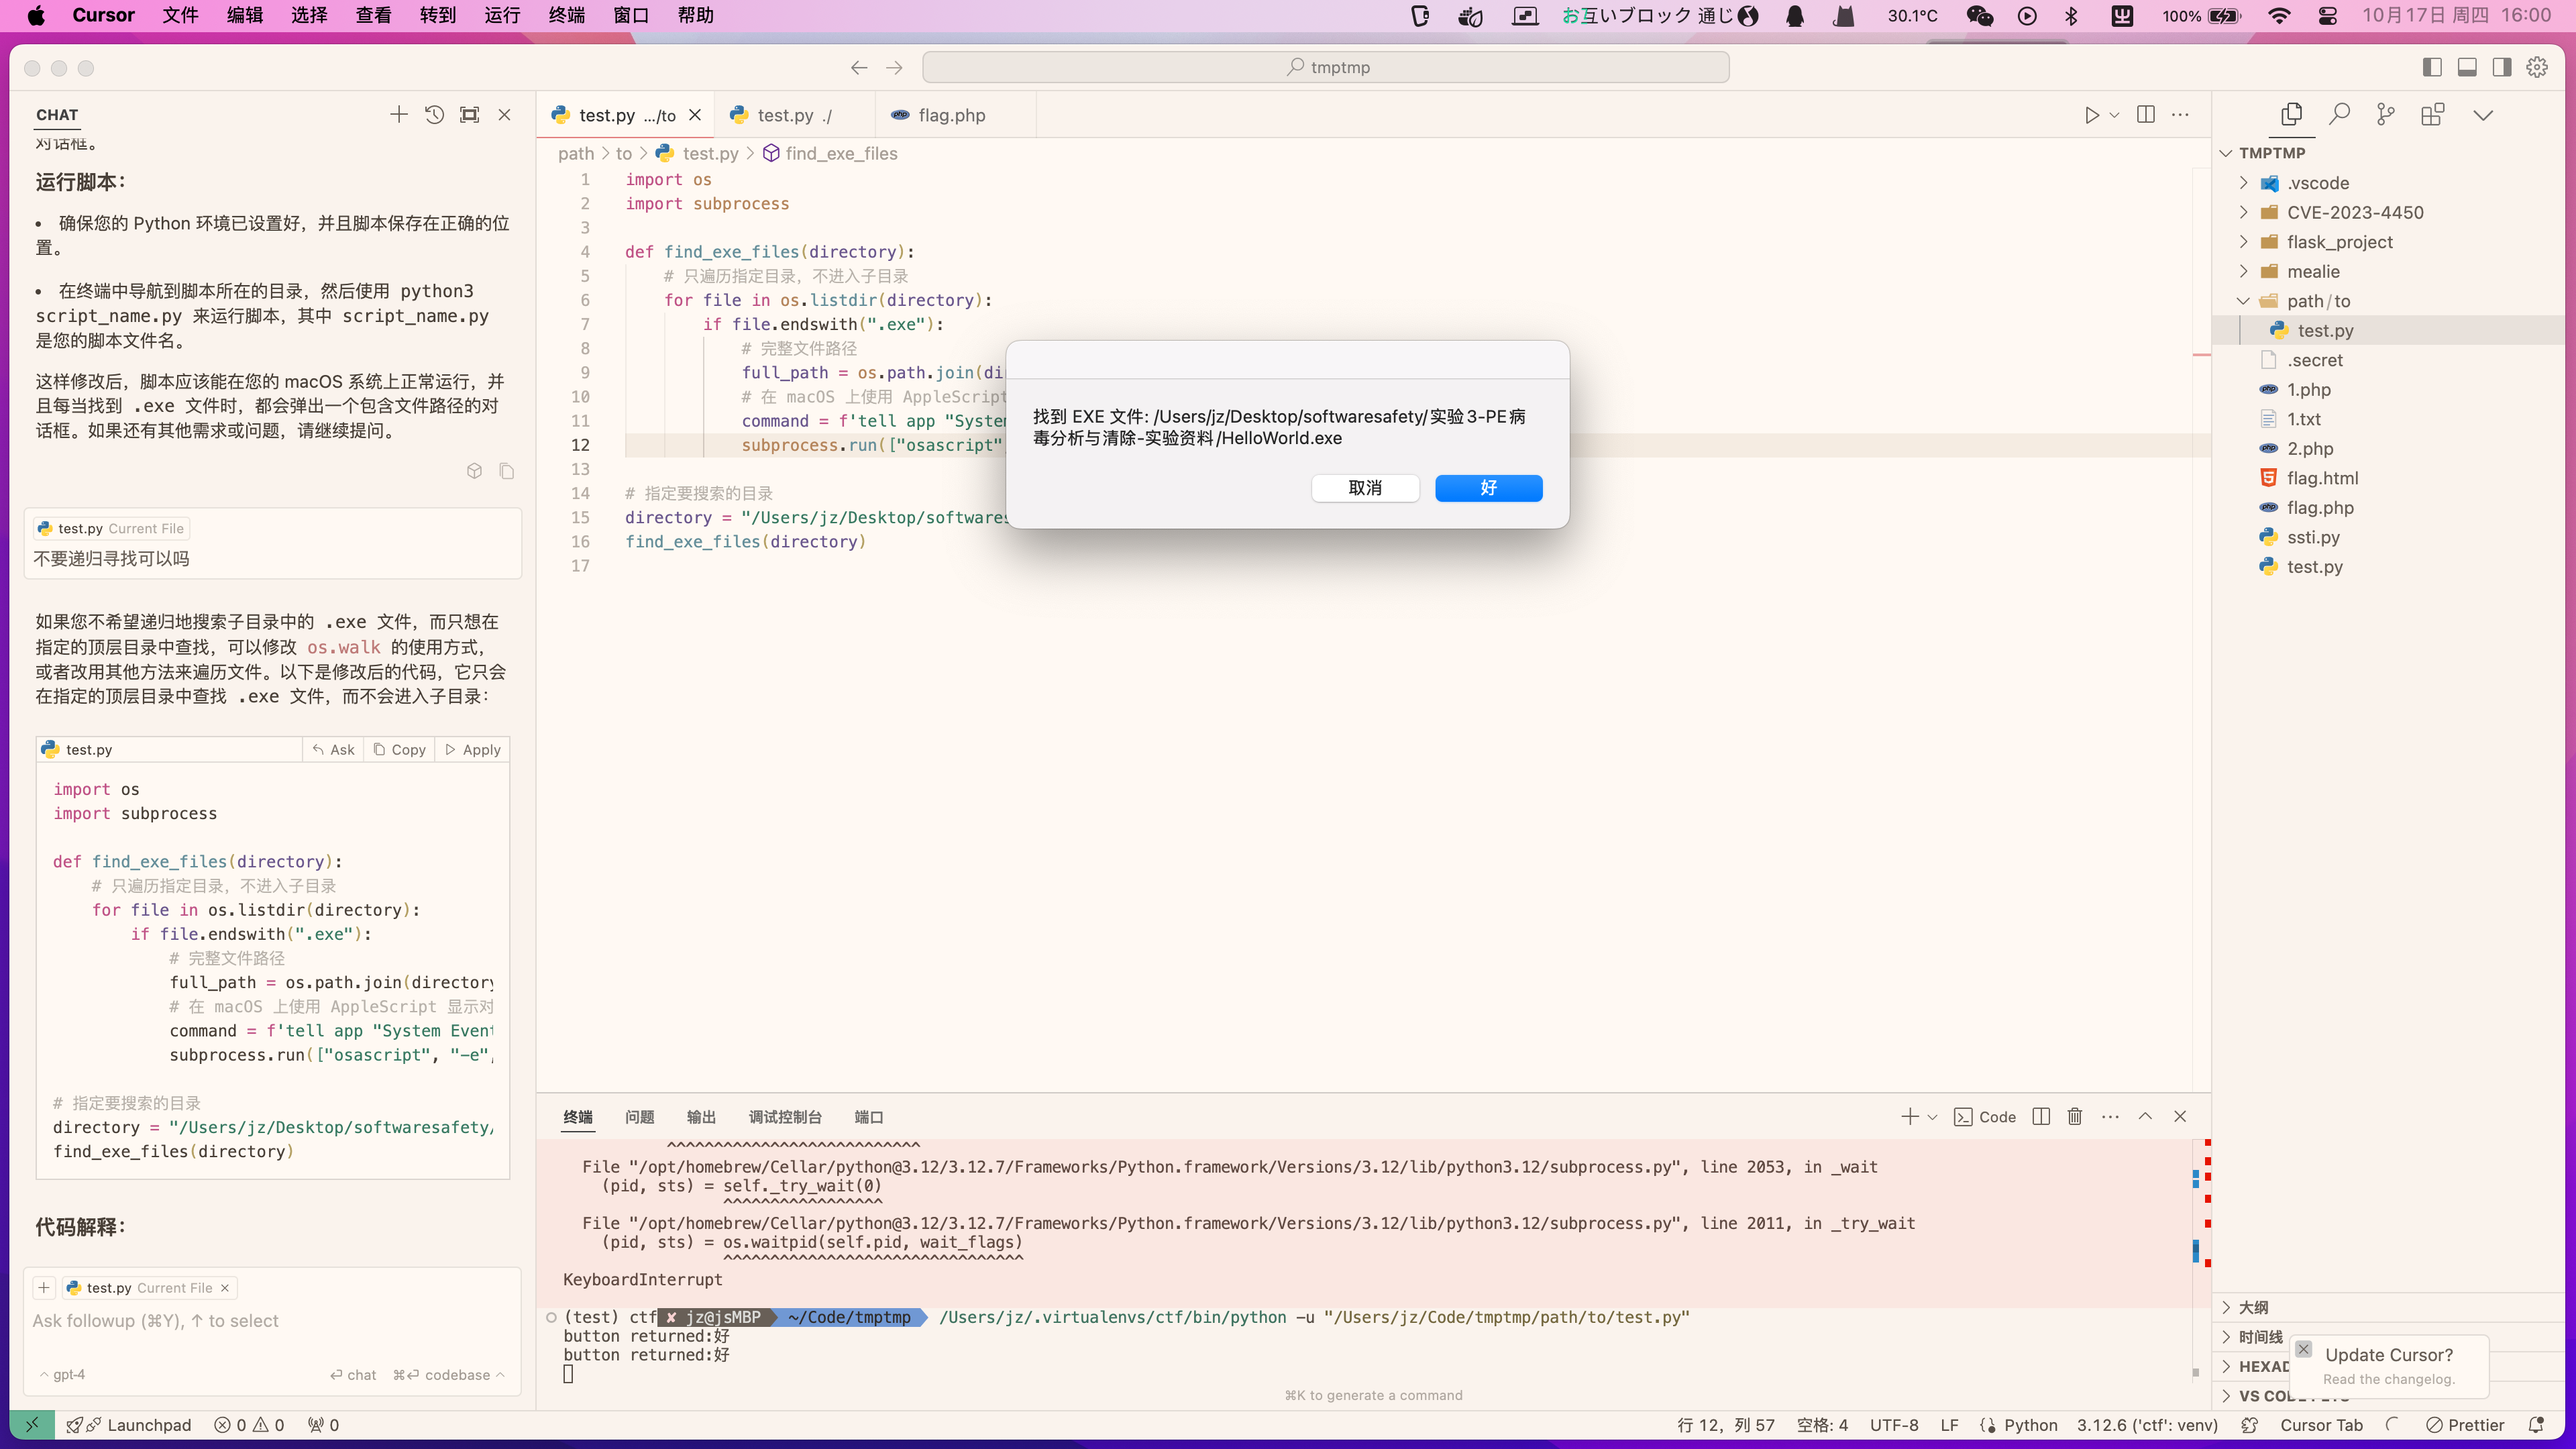 Cursor 文件 编辑 选择 查看 转到 运行 终端 窗口 帮助
お互いブロック 通じ 30.1°C 100% 10月17日 周四 16:00
tmptmp
CHAT
对话框。
运行脚本：
• 确保您的 Python 环境已设置好，并且脚本保存在正确的位
置。
• 在终端中导航到脚本所在的目录，然后使用 python3
script_name.py 来运行脚本，其中 script_name.py
是您的脚本文件名。
这样修改后，脚本应该能在您的 macOS 系统上正常运行，并
且每当找到 .exe 文件时，都会弹出一个包含文件路径的对
话框。如果还有其他需求或问题，请继续提问。
test.py Current File
不要递归寻找可以吗
如果您不希望递归地搜索子目录中的 .exe 文件，而只想在
指定的顶层目录中查找，可以修改 os.walk 的使用方式，
或者改用其他方法来遍历文件。以下是修改后的代码，它只会
在指定的顶层目录中查找 .exe 文件，而不会进入子目录：
test.py Ask Copy Apply
import os
import subprocess
def find_exe_files(directory):
# 只遍历指定目录，不进入子目录
for file in os.listdir(directory):
if file.endswith(".exe"):
# 完整文件路径
full_path = os.path.join(directory
# 在 macOS 上使用 AppleScript 显示对
command = f'tell app "System Event
subprocess.run(["osascript", "-e",
# 指定要搜索的目录
directory = "/Users/jz/Desktop/softwaresafety/
find_exe_files(directory)
代码解释：
test.py Current File
Ask followup (⌘Y), ↑ to select
gpt-4 ⏎ chat ⌘⏎ codebase
test.py .../to test.py ./ flag.php
path > to > test.py > find_exe_files
1 import os
2 import subprocess
3
4 def find_exe_files(directory):
5 # 只遍历指定目录，不进入子目录
6 for file in os.listdir(directory):
7 if file.endswith(".exe"):
8 # 完整文件路径
9 full_path = os.path.join(di
10 # 在 macOS 上使用 AppleScript
11 command = f'tell app "System
12 subprocess.run(["osascript"
13
14 # 指定要搜索的目录
15 directory = "/Users/jz/Desktop/softwares
16 find_exe_files(directory)
17
找到 EXE 文件: /Users/jz/Desktop/softwaresafety/实验3-PE病
毒分析与清除-实验资料/HelloWorld.exe
取消 好
终端 问题 输出 调试控制台 端口 Code
^^^^^^^^^^^^^^^^^^^^^^^^^^^
File "/opt/homebrew/Cellar/python@3.12/3.12.7/Frameworks/Python.framework/Versions/3.12/lib/python3.12/subprocess.py", line 2053, in _wait
(pid, sts) = self._try_wait(0)
^^^^^^^^^^^^^^^^^
File "/opt/homebrew/Cellar/python@3.12/3.12.7/Frameworks/Python.framework/Versions/3.12/lib/python3.12/subprocess.py", line 2011, in _try_wait
(pid, sts) = os.waitpid(self.pid, wait_flags)
^^^^^^^^^^^^^^^^^^^^^^^^^^^^^^^^
KeyboardInterrupt
(test) ctf ✘ jz@jsMBP ~/Code/tmptmp /Users/jz/.virtualenvs/ctf/bin/python -u "/Users/jz/Code/tmptmp/path/to/test.py"
button returned:好
button returned:好
⌘K to generate a command
TMPTMP
.vscode
CVE-2023-4450
flask_project
mealie
path/to
test.py
.secret
1.php
1.txt
2.php
flag.html
flag.php
ssti.py
test.py
大纲
时间线
HEXAD
VS CO
Update Cursor?
Read the changelog.
Launchpad 0 0 0
行 12，列 57 空格: 4 UTF-8 LF Python 3.12.6 ('ctf': venv) Cursor Tab Prettier